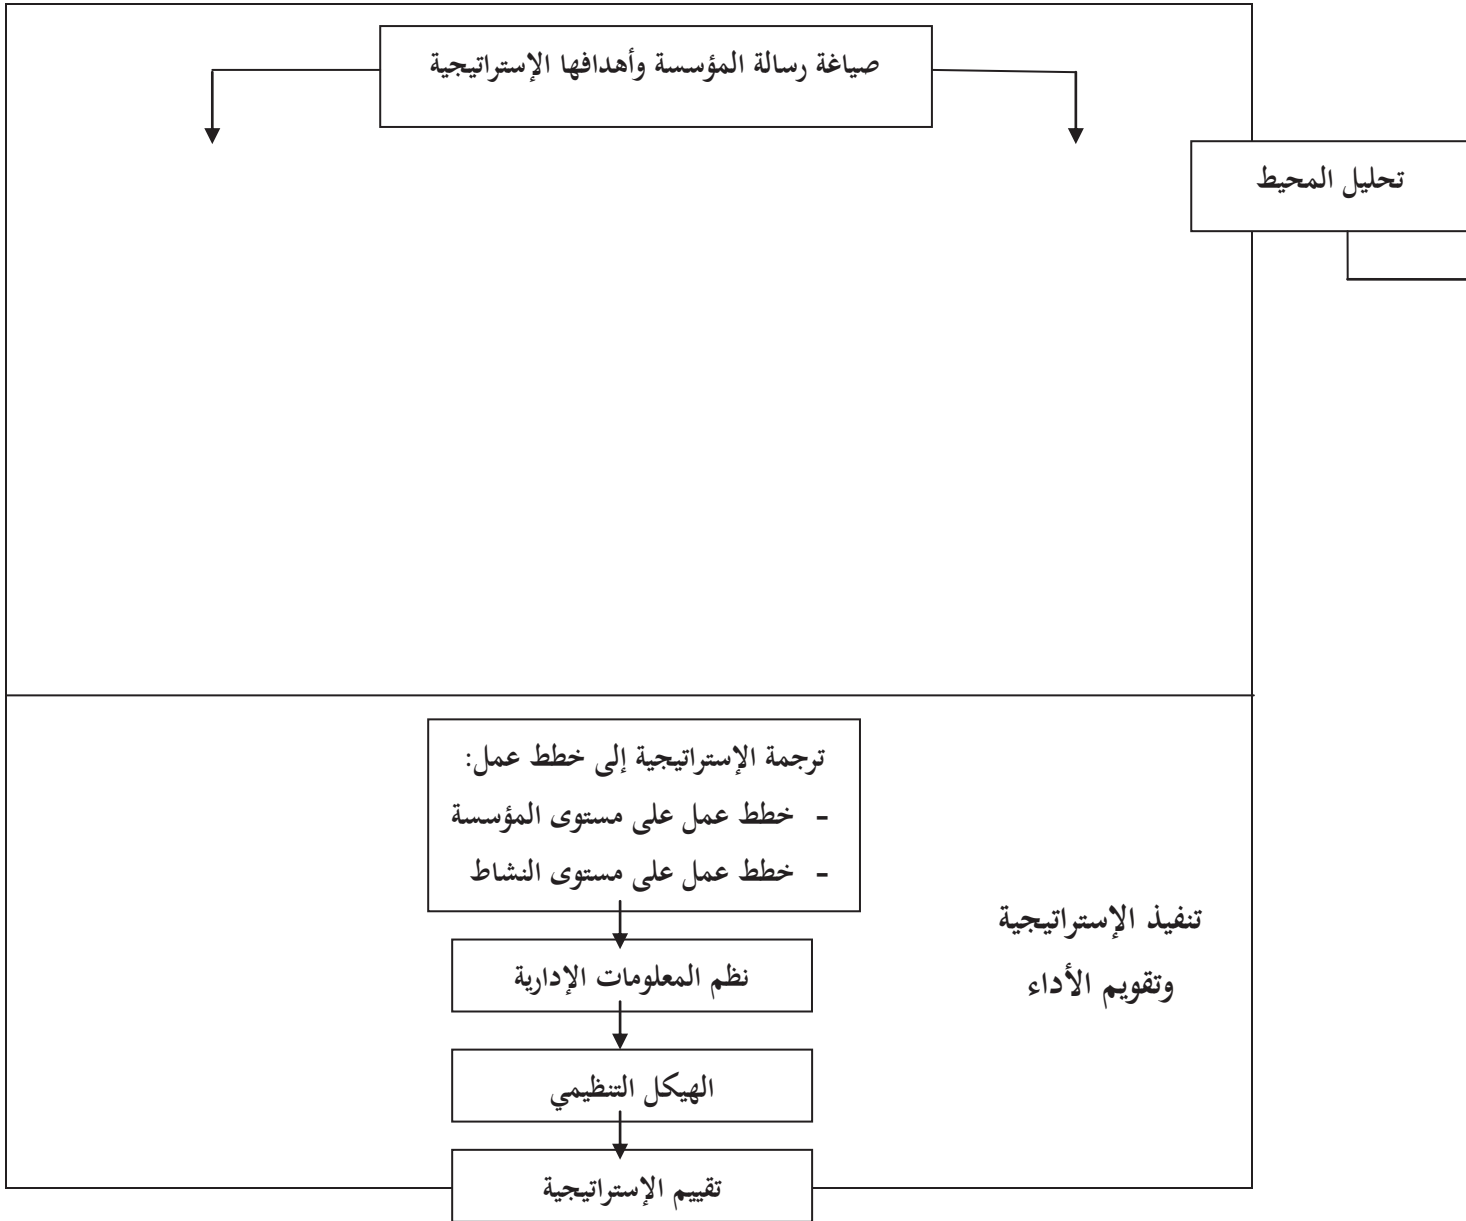 صياغة رسالة المؤسسة وأهدافها الإستراتيجية
تحليل المحيط
ترجمة الإستراتيجية إلى خطط عمل:
- خطط عمل على مستوى المؤسسة
- خطط عمل على مستوى النشاط
تنفيذ الإستراتيجية
وتقويم الأداء
نظم المعلومات الإدارية
الهيكل التنظيمي
تقييم الإستراتيجية